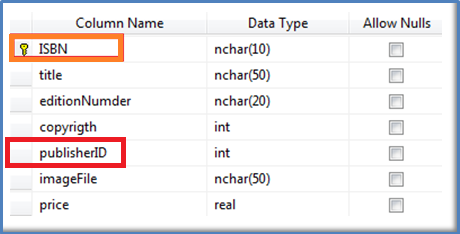 Column Name Data Type Allow Nulls
ISBN nchar(10)
title nchar(50)
editionNumder nchar(20)
copyrigth int
publisherID int
imageFile nchar(50)
price real